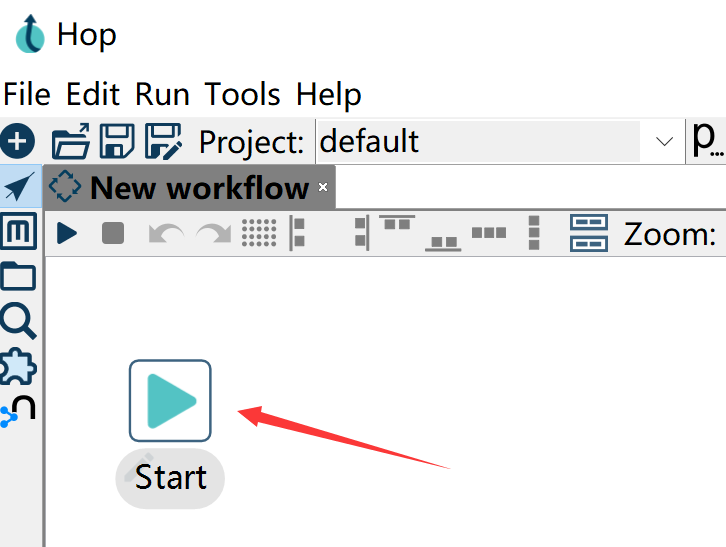 Hop
File Edit Run Tools Help
Project: default p...
New workflow
Zoom:
Start